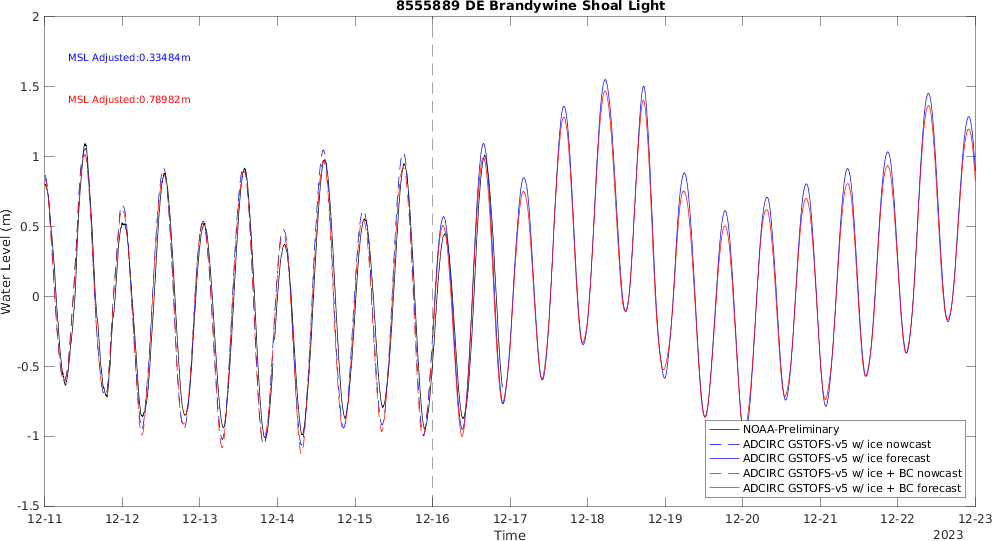 8555889 DE Brandywine Shoal Light
MSL Adjusted:0.33484m
MSL Adjusted:0.78982m
Water Level (m)
2
1.5
1
0.5
0
-0.5
-1
-1.5
NOAA-Preliminary
ADCIRC GSTOFS-v5 w/ ice nowcast
ADCIRC GSTOFS-v5 w/ ice forecast
ADCIRC GSTOFS-v5 w/ ice + BC nowcast
ADCIRC GSTOFS-v5 w/ ice + BC forecast
12-11 12-12 12-13 12-14 12-15 12-16 12-17 12-18 12-19 12-20 12-21 12-22 12-23
Time
2023